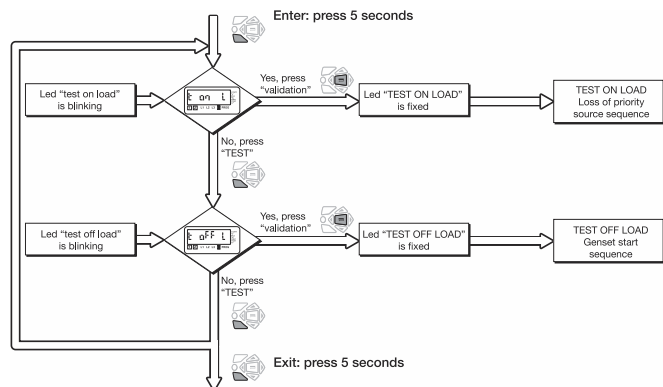 Enter: press 5 seconds
Led "test on load"
is blinking
t on L
Yes, press
"validation"
Led "TEST ON LOAD"
is fixed
TEST ON LOAD
Loss of priority
source sequence
No, press
"TEST"
Led "test off load"
is blinking
t oFF L
Yes, press
"validation"
Led "TEST OFF LOAD"
is fixed
TEST OFF LOAD
Genset start
sequence
No, press
"TEST"
Exit: press 5 seconds